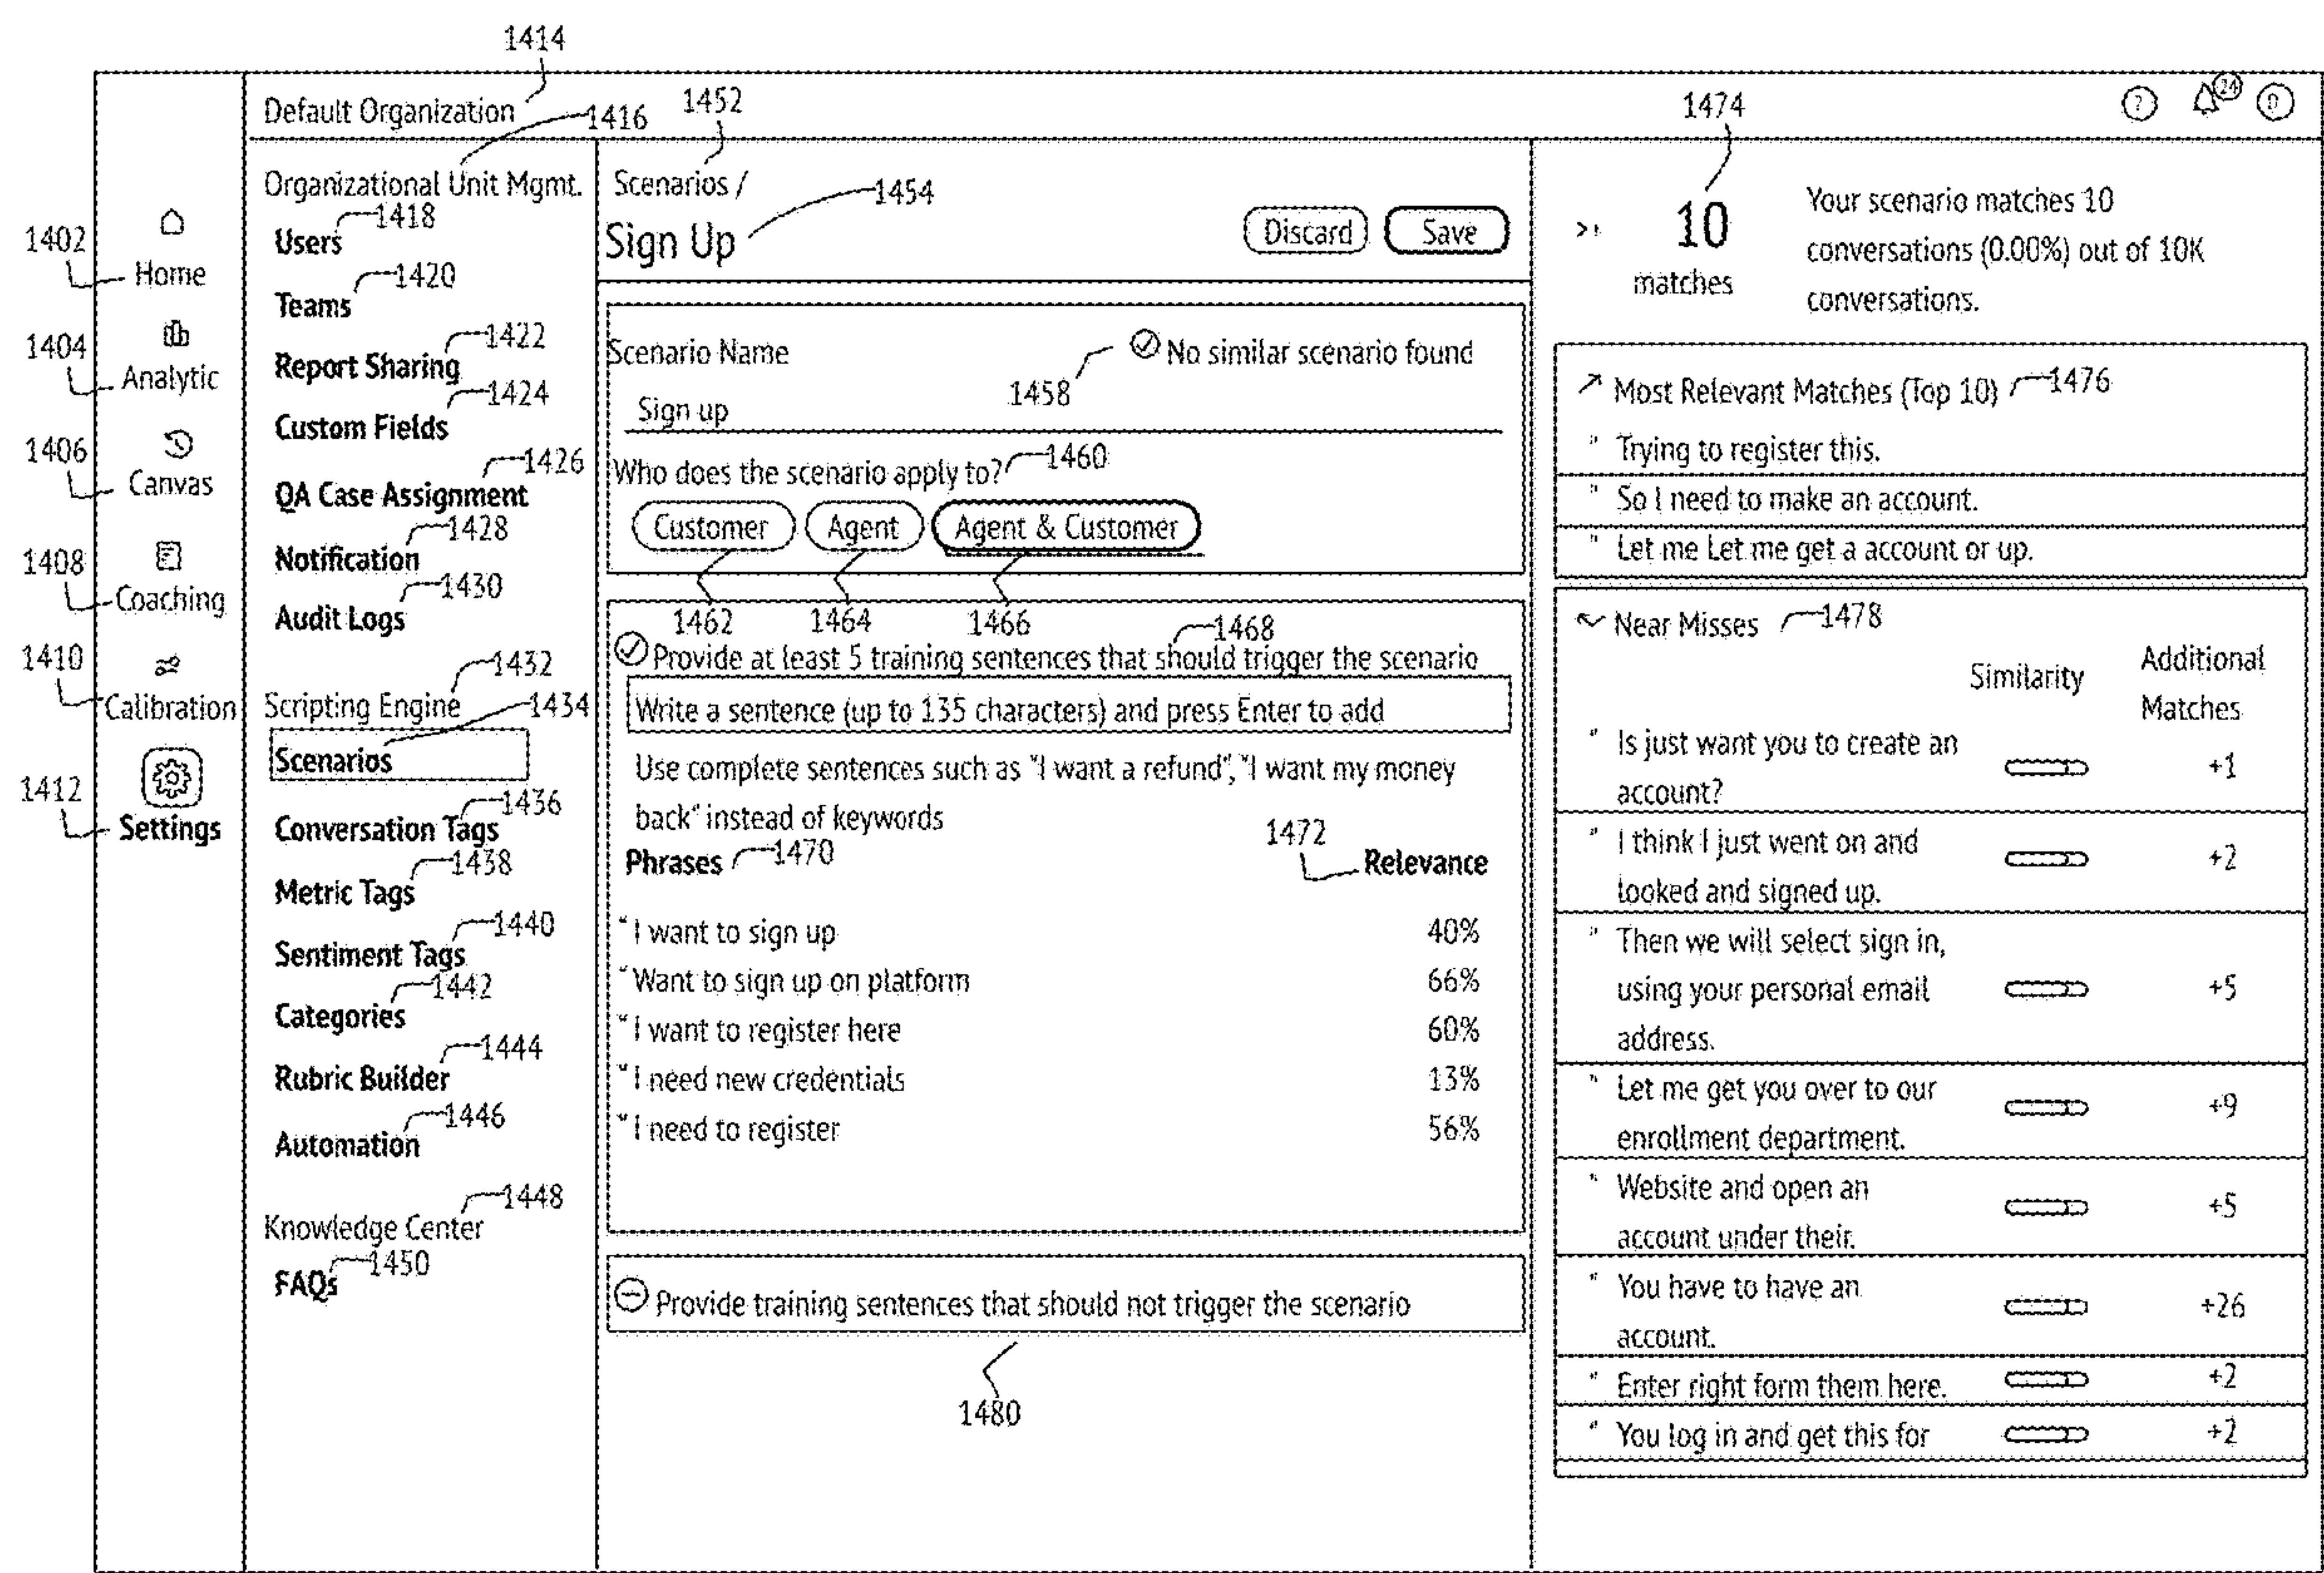 1414
Default Organization
1416
1452
1474
?
24
1402
Home
1404
Analytic
1406
Canvas
1408
Coaching
1410
Calibration
1412
Settings
Organizational Unit Mgmt.
1418
Users
1420
Teams
1422
Report Sharing
1424
Custom Fields
1426
QA Case Assignment
1428
Notification
1430
Audit Logs
1432
Scripting Engine
1434
Scenarios
1436
Conversation Tags
1438
Metric Tags
1440
Sentiment Tags
1442
Categories
1444
Rubric Builder
1446
Automation
1448
Knowledge Center
1450
FAQs
Scenarios /
1454
Sign Up
Discard
Save
Scenario Name
No similar scenario found
1458
Sign up
Who does the scenario apply to?
1460
Customer
Agent
Agent & Customer
1462
1464
1466
1468
Provide at least 5 training sentences that should trigger the scenario
Write a sentence (up to 135 characters) and press Enter to add
Use complete sentences such as "I want a refund", "I want my money
back" instead of keywords
Phrases
1470
1472
Relevance
" I want to sign up 40%
" Want to sign up on platform 66%
" I want to register here 60%
" I need new credentials 13%
" I need to register 56%
Provide training sentences that should not trigger the scenario
1480
10
matches
Your scenario matches 10
conversations (0.00%) out of 10K
conversations.
Most Relevant Matches (Top 10)
1476
" Trying to register this.
" So I need to make an account.
" Let me Let me get a account or up.
Near Misses
1478
Similarity
Additional
Matches
" Is just want you to create an
account?
+1
" I think I just went on and
looked and signed up.
+2
" Then we will select sign in,
using your personal email
address.
+5
" Let me get you over to our
enrollment department.
+9
" Website and open an
account under their.
+5
" You have to have an
account.
+26
" Enter right form them here. +2
" You log in and get this for +2